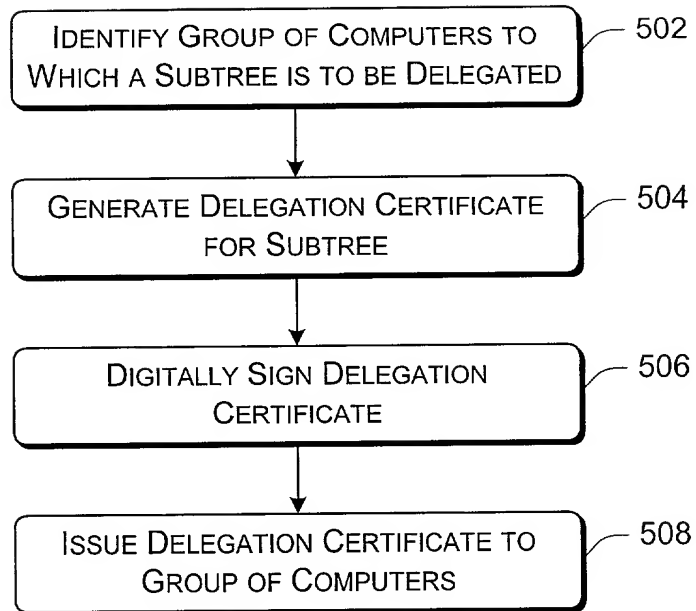 IDENTIFY GROUP OF COMPUTERS TO
WHICH A SUBTREE IS TO BE DELEGATED
502
GENERATE DELEGATION CERTIFICATE
FOR SUBTREE
504
DIGITALLY SIGN DELEGATION
CERTIFICATE
506
ISSUE DELEGATION CERTIFICATE TO
GROUP OF COMPUTERS
508